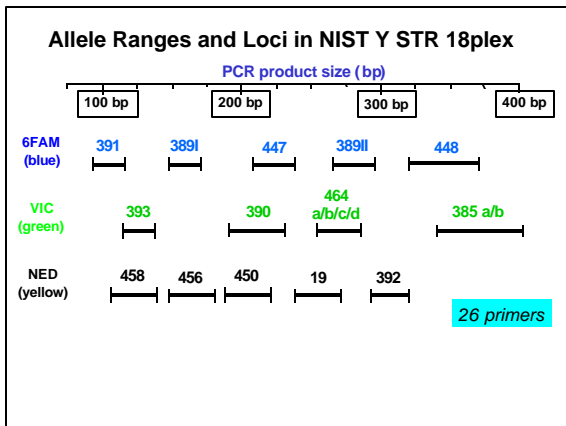 Allele Ranges and Loci in NIST Y STR 18plex
PCR product size (bp)
100 bp 200 bp 300 bp 400 bp
6FAM (blue) 391 389I 447 389II 448
VIC (green) 393 390 464 a/b/c/d 385 a/b
NED (yellow) 458 456 450 19 392
26 primers